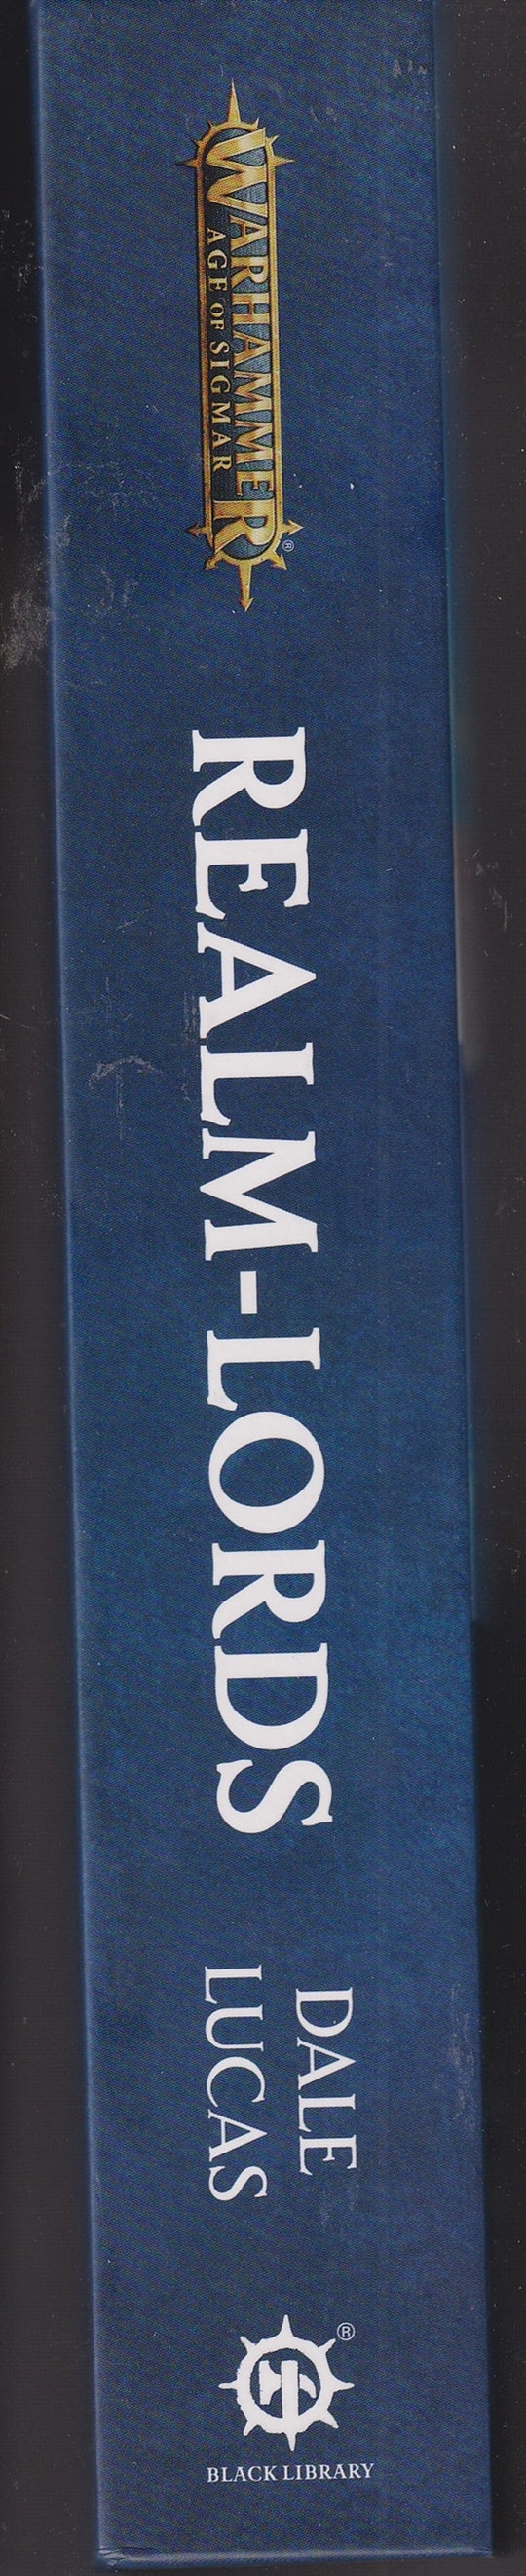 WARHAMMER®
AGE OF SIGMAR
REALM-LORDS
DALE
LUCAS
®
BLACK LIBRARY